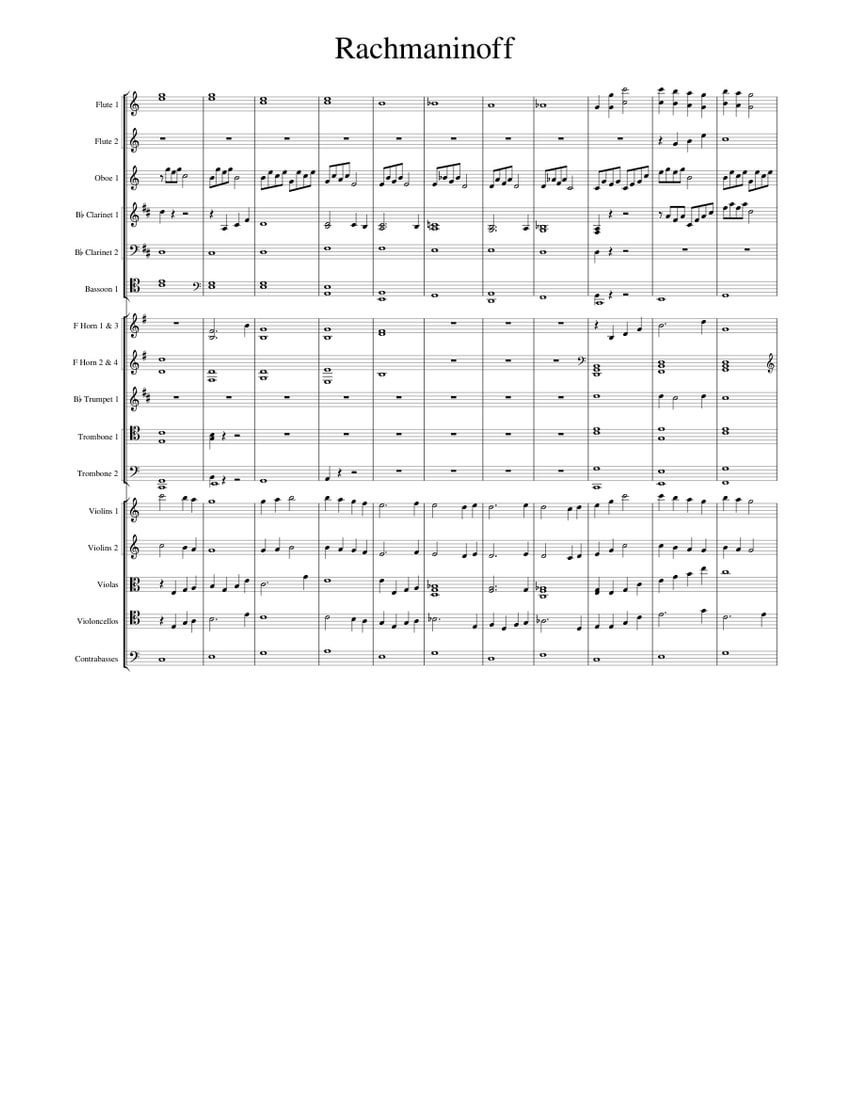 Rachmaninoff
Flute 1
Flute 2
Oboe 1
B♭ Clarinet 1
B♭ Clarinet 2
Bassoon 1
F Horn 1 & 3
F Horn 2 & 4
B♭ Trumpet 1
Trombone 1
Trombone 2
Violins 1
Violins 2
Violas
Violoncellos
Contrabasses